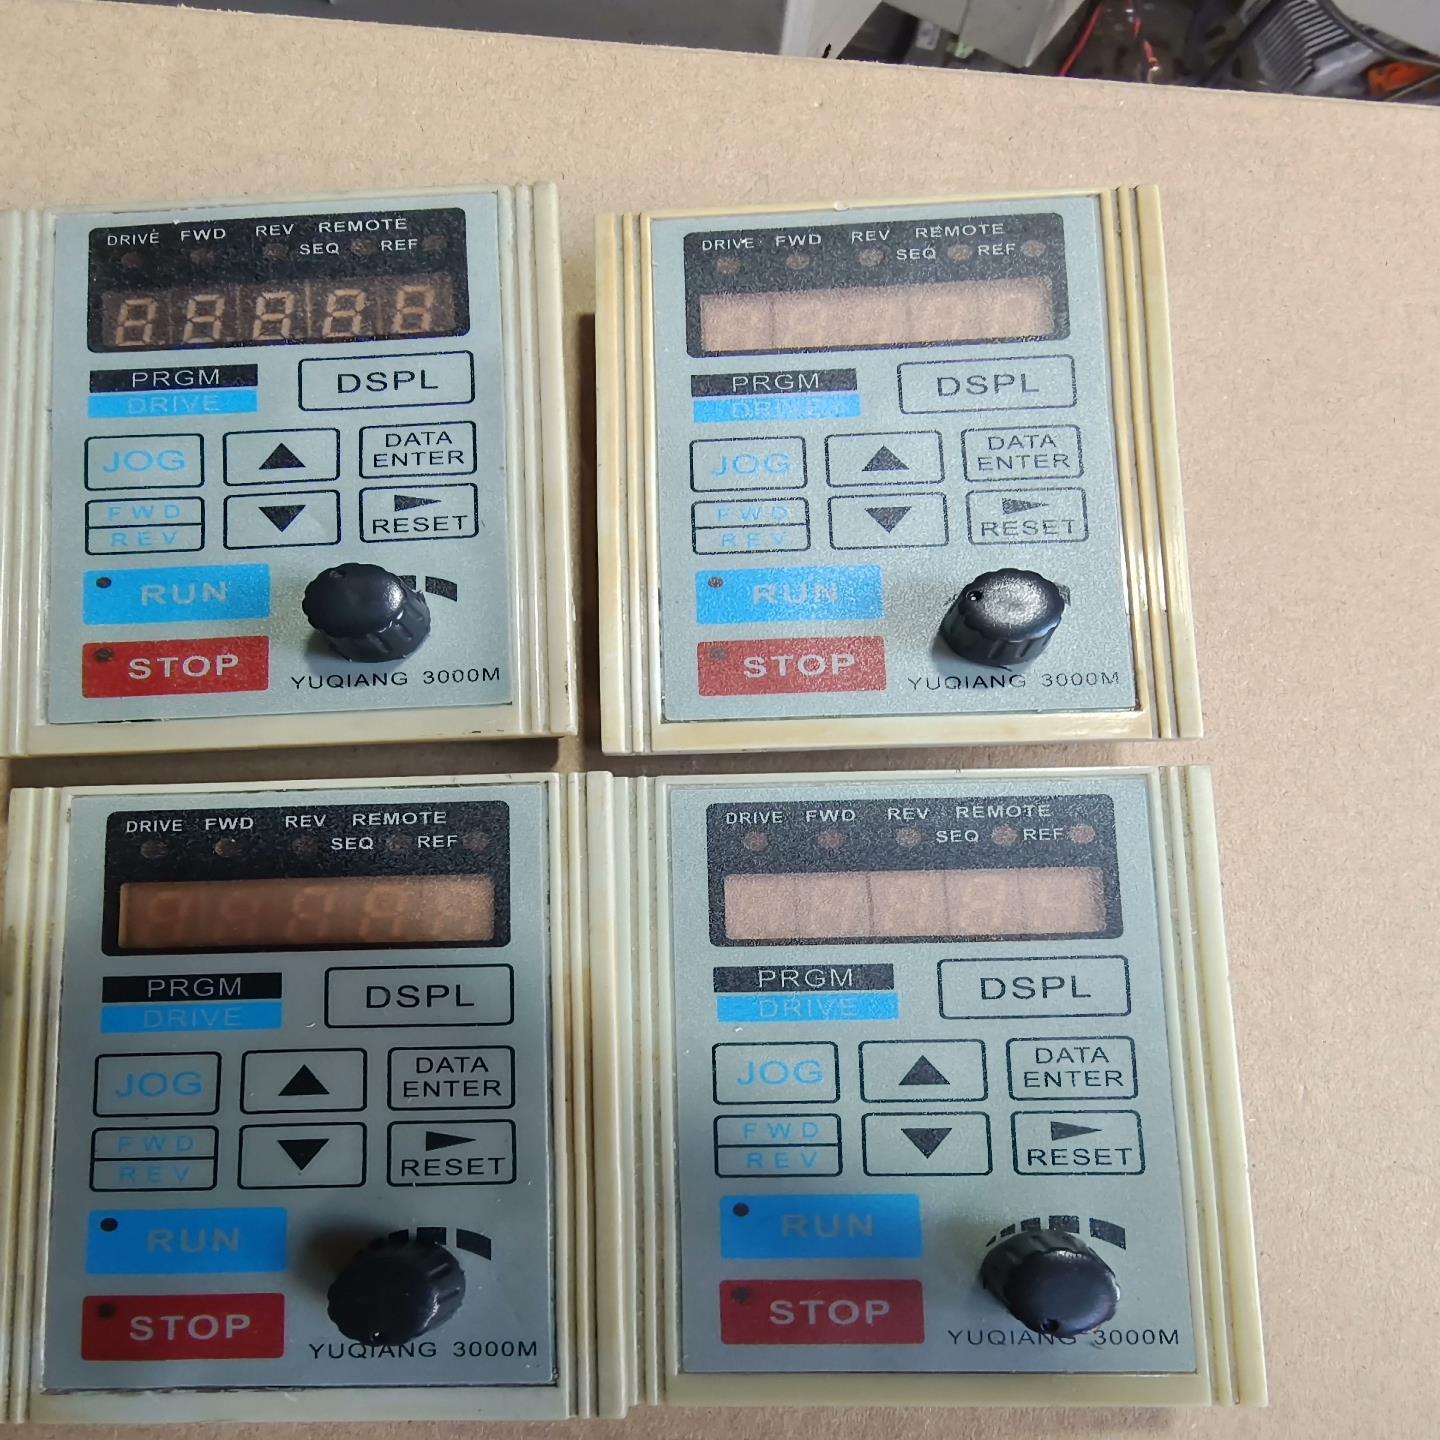 DRIVE FWD REV REMOTE
SEQ REF
PRGM
DRIVE
DSPL
JOG
DATA
ENTER
FWD
REV
RESET
RUN
STOP
YUQIANG 3000M
DRIVE FWD REV REMOTE
SEQ REF
PRGM
DRIVE
DSPL
JOG
DATA
ENTER
FWD
REV
RESET
RUN
STOP
YUQIANG 3000M
DRIVE FWD REV REMOTE
SEQ REF
PRGM
DRIVE
DSPL
JOG
DATA
ENTER
FWD
REV
RESET
RUN
STOP
YUQIANG 3000M
DRIVE FWD REV REMOTE
SEQ REF
PRGM
DRIVE
DSPL
JOG
DATA
ENTER
FWD
REV
RESET
RUN
STOP
YUQIANG 3000M